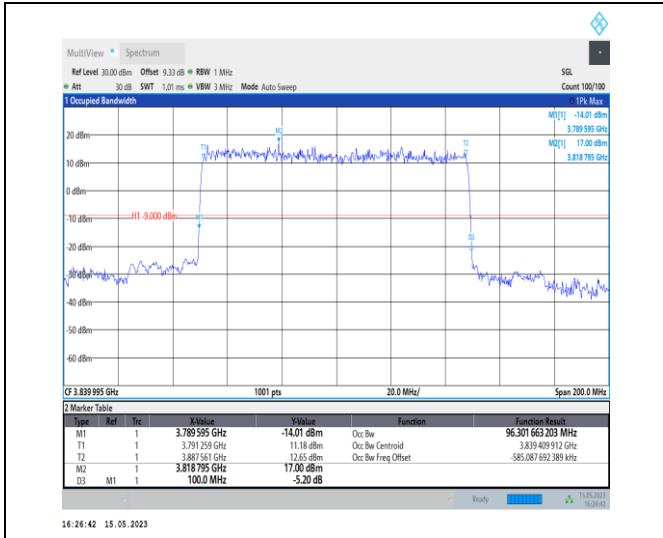 MultiView Spectrum
Ref Level 30.00 dBm Offset 9.33 dB RBW 1 MHz SGL
Att 30 dB SWT 1.01 ms VBW 3 MHz Mode Auto Sweep Count 100/100
1 Occupied Bandwidth 1Pk Max
M1[1] -14.01 dBm
3.789 595 GHz
M2[1] 17.00 dBm
3.818 795 GHz
20 dBm
M2
T1
T2
10 dBm
0 dBm
H1 -9.000 dBm
-10 dBm
M1
D3
-20 dBm
-30 dBm
-40 dBm
-50 dBm
-60 dBm
CF 3.839 995 GHz 1001 pts 20.0 MHz/ Span 200.0 MHz
2 Marker Table
Type Ref Trc X-Value Y-Value Function Function Result
M1 1 3.789 595 GHz -14.01 dBm Occ Bw 96.301 663 203 MHz
T1 1 3.791 259 GHz 11.18 dBm Occ Bw Centroid 3.839 409 912 GHz
T2 1 3.887 561 GHz 12.65 dBm Occ Bw Freq Offset -585.087 692 389 kHz
M2 1 3.818 795 GHz 17.00 dBm
D3 M1 1 100.0 MHz -5.20 dB
Ready 15.05.2023
16:26:42
16:26:42 15.05.2023